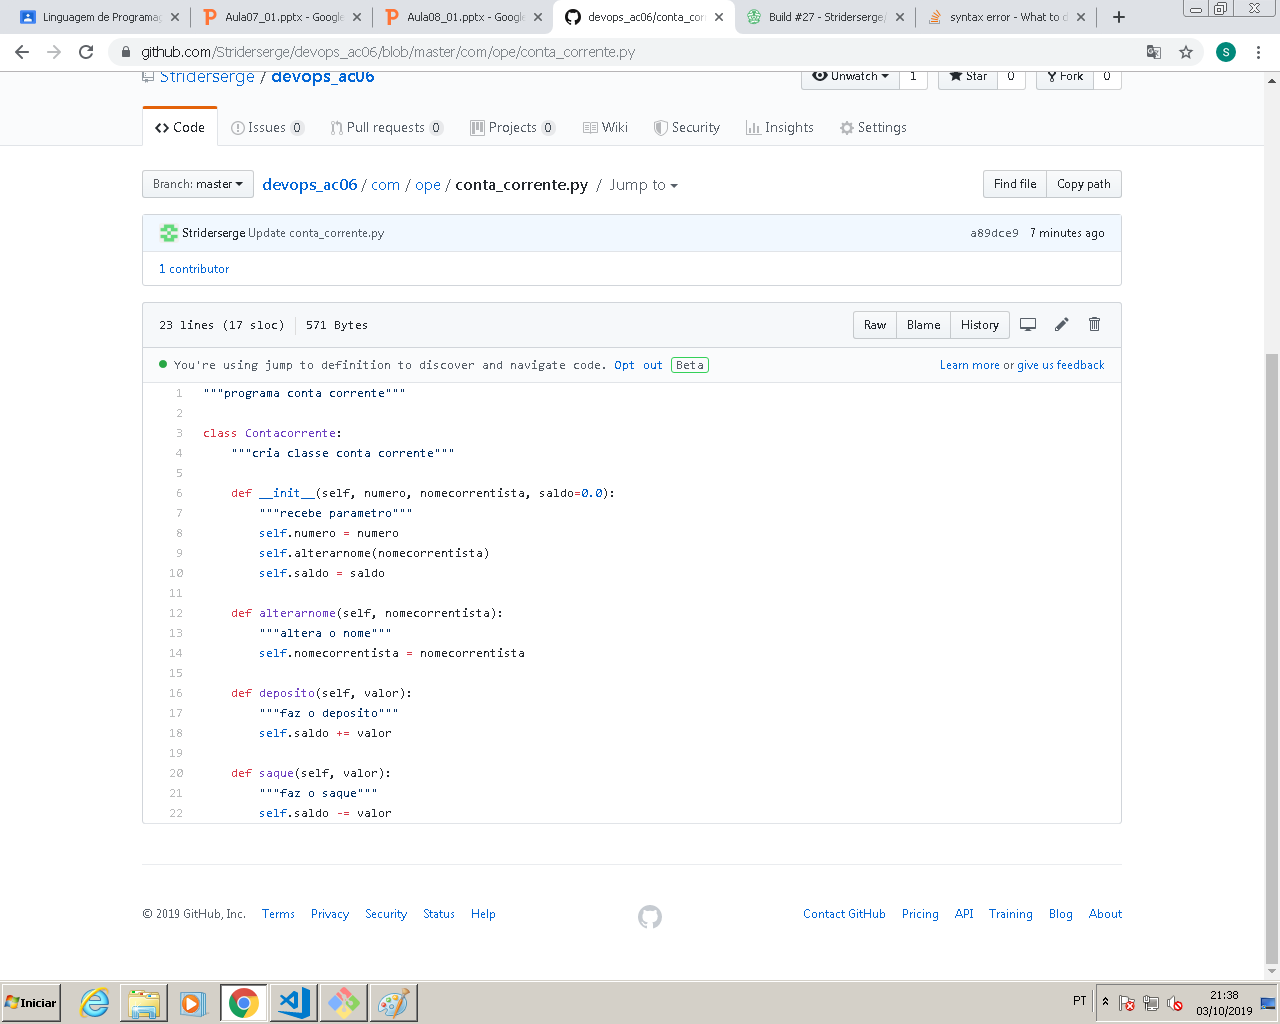 Linguagem de Programaç
Aula07_01.pptx - Google
Aula08_01.pptx - Google
devops_ac06/conta_corr
Build #27 - Striderserge/
syntax error - What to d
github.com/Striderserge/devops_ac06/blob/master/com/ope/conta_corrente.py
S
Striderserge / devops_ac06
Unwatch 1 Star 0 Fork 0
Code Issues 0 Pull requests 0 Projects 0 Wiki Security Insights Settings
Branch: master devops_ac06 / com / ope / conta_corrente.py / Jump to Find file Copy path
Striderserge Update conta_corrente.py a89dce9 7 minutes ago
1 contributor
23 lines (17 sloc) 571 Bytes Raw Blame History
You're using jump to definition to discover and navigate code. Opt out Beta Learn more or give us feedback
1 """programa conta corrente"""
2
3 class Contacorrente:
4 """cria classe conta corrente"""
5
6 def __init__(self, numero, nomecorrentista, saldo=0.0):
7 """recebe parametro"""
8 self.numero = numero
9 self.alterarnome(nomecorrentista)
10 self.saldo = saldo
11
12 def alterarnome(self, nomecorrentista):
13 """altera o nome"""
14 self.nomecorrentista = nomecorrentista
15
16 def deposito(self, valor):
17 """faz o deposito"""
18 self.saldo += valor
19
20 def saque(self, valor):
21 """faz o saque"""
22 self.saldo -= valor
© 2019 GitHub, Inc. Terms Privacy Security Status Help Contact GitHub Pricing API Training Blog About
Iniciar
PT
21:38
03/10/2019